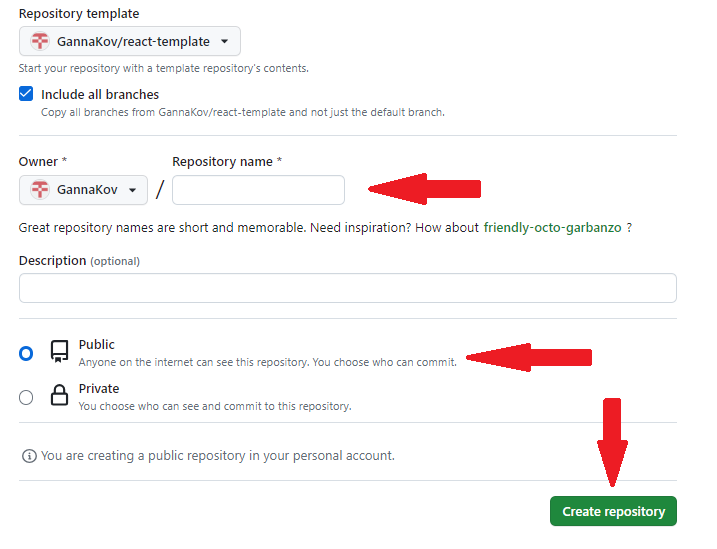 Repository template
GannaKov/react-template
Start your repository with a template repository's contents.
Include all branches
Copy all branches from GannaKov/react-template and not just the default branch.
Owner *
Repository name *
GannaKov
/
Great repository names are short and memorable. Need inspiration? How about friendly-octo-garbanzo ?
Description (optional)
Public
Anyone on the internet can see this repository. You choose who can commit.
Private
You choose who can see and commit to this repository.
You are creating a public repository in your personal account.
Create repository